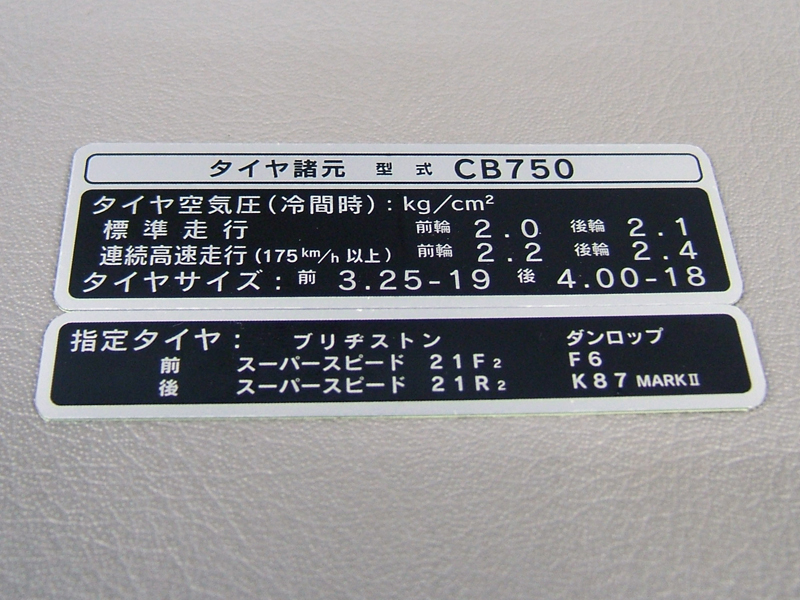 タイヤ諸元 型式 CB750
タイヤ空気圧(冷間時):kg/cm²
標準走行 前輪 2.0 後輪 2.1
連続高速走行(175km/h以上) 前輪 2.2 後輪 2.4
タイヤサイズ: 前 3.25-19 後 4.00-18
指定タイヤ: ブリヂストン ダンロップ
前 スーパースピード 21F2 F6
後 スーパースピード 21R2 K87 MARKⅡ